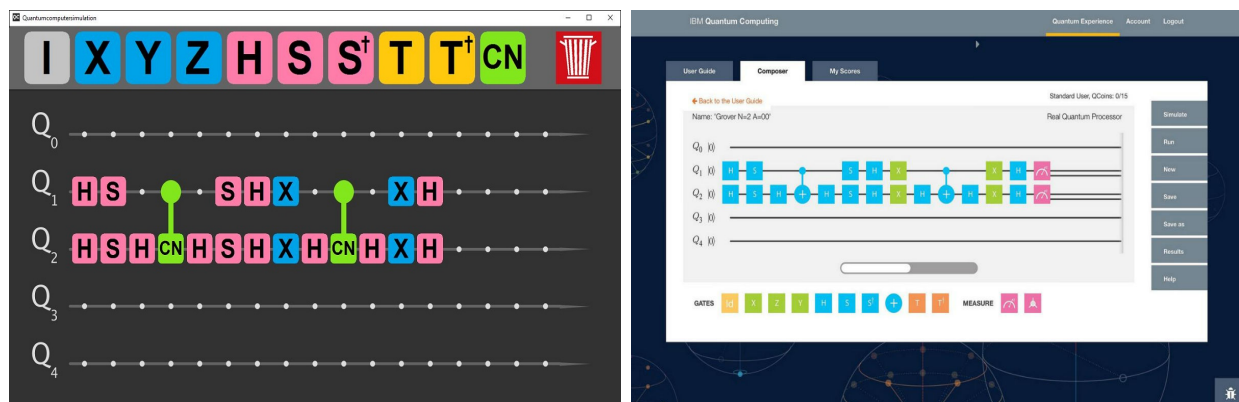 Quantumcomputersimulation
I X Y Z H S S† T T† CN
Q0
Q1 H S S H X X H
Q2 H S H CN H S H X H CN H X H
Q3
Q4
IBM Quantum Computing
Quantum Experience Account Logout
User Guide Composer My Scores
Standard User, QCoins: 0/15
← Back to the User Guide
Name: 'Grover N=2 A=00'
Real Quantum Processor
Q0 |0⟩
Q1 |0⟩ H S S H X X H
Q2 |0⟩ H S H + H S H X H + H X H
Q3 |0⟩
Q4 |0⟩
GATES Id X Z Y H S S† + T T† MEASURE
Simulate
Run
New
Save
Save as
Results
Help